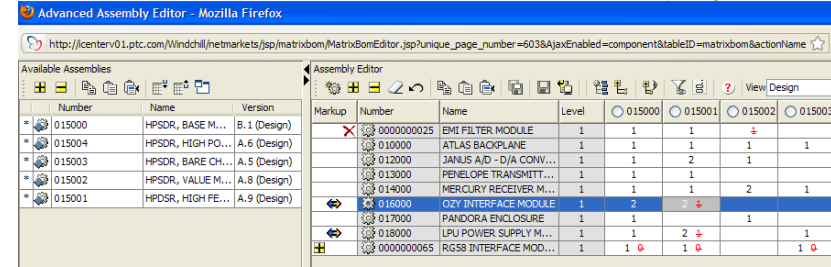 Advanced Assembly Editor - Mozilla Firefox
http://icenterv01.ptc.com/Windchill/netmarkets/jsp/matrixbom/MatrixBomEditor.jsp?unique_page_number=603&AjaxEnabled=component&tableID=matrixbom&actionName
Available Assemblies
Number Name Version
* 015000 HPSDR, BASE M... B.1 (Design)
* 015004 HPSDR, HIGH PO... A.6 (Design)
* 015003 HPSDR, BARE CH... A.5 (Design)
* 015002 HPSDR, VALUE M... A.8 (Design)
* 015001 HPDSR, HIGH FE... A.9 (Design)
Assembly Editor
View Design
Markup Number Name Level 015000 015001 015002 015003
0000000025 EMI FILTER MODULE 1 1 1 1
010000 ATLAS BACKPLANE 1 1 1 1 1
012000 JANUS A/D - D/A CONV... 1 1 2 1
013000 PENELOPE TRANSMITT... 1 1 1
014000 MERCURY RECEIVER M... 1 1 1 2 1
016000 OZY INTERFACE MODULE 1 2 2 1
017000 PANDORA ENCLOSURE 1 1 1
018000 LPU POWER SUPPLY M... 1 1 2 1 1
0000000065 RG58 INTERFACE MOD... 1 1 0 1 0 1 0